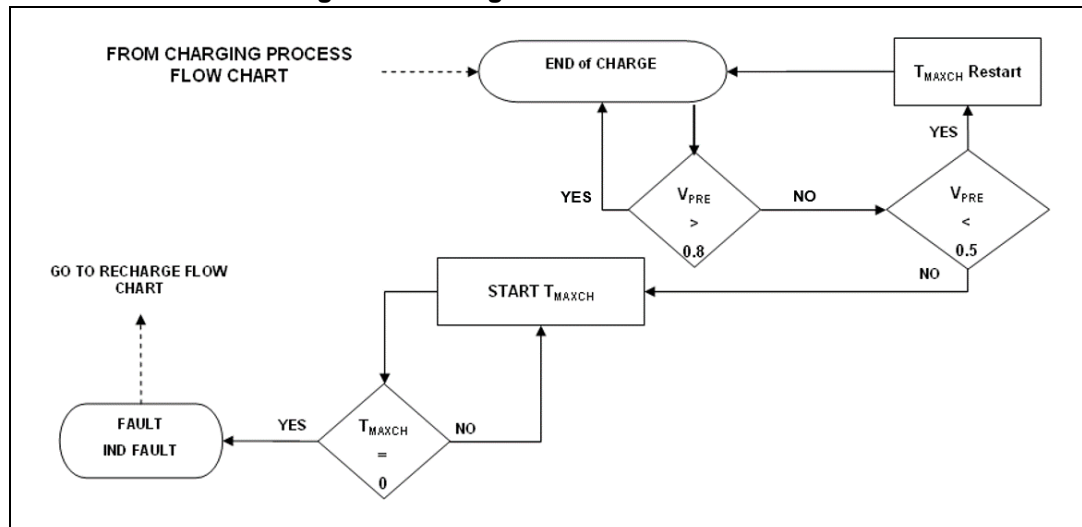 FROM CHARGING PROCESS
FLOW CHART
END of CHARGE
TMAXCH Restart
YES
YES
VPRE
>
0.8
NO
VPRE
<
0.5
NO
GO TO RECHARGE FLOW
CHART
START TMAXCH
FAULT
IND FAULT
YES
TMAXCH
=
0
NO